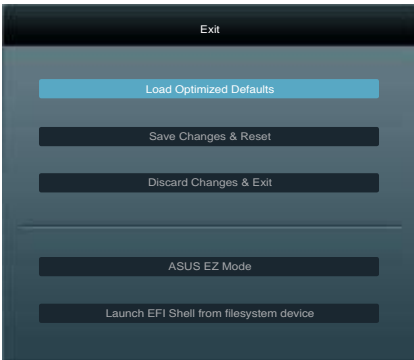 Exit
Load Optimized Defaults
Save Changes & Reset
Discard Changes & Exit
ASUS EZ Mode
Launch EFI Shell from filesystem device